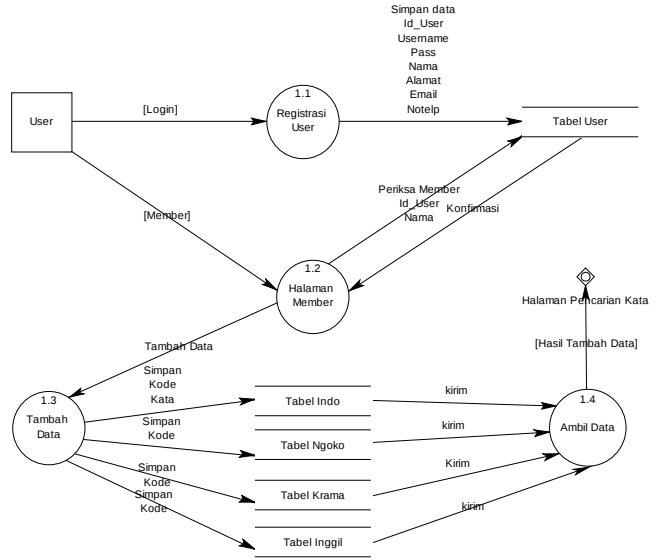 Simpan data
Id_User
Username
Pass
Nama
Alamat
Email
Notelp
User
[Login]
1.1
Registrasi
User
Tabel User
[Member]
Periksa Member
Id_User
Nama
Konfirmasi
1.2
Halaman
Member
Halaman Pencarian Kata
[Hasil Tambah Data]
Tambah Data
1.3
Tambah
Data
Simpan
Kode
Kata
Simpan
Kode
Simpan
Kode
Simpan
Kode
Tabel Indo
Tabel Ngoko
Tabel Krama
Tabel Inggil
kirim
kirim
Kirim
kirim
1.4
Ambil Data